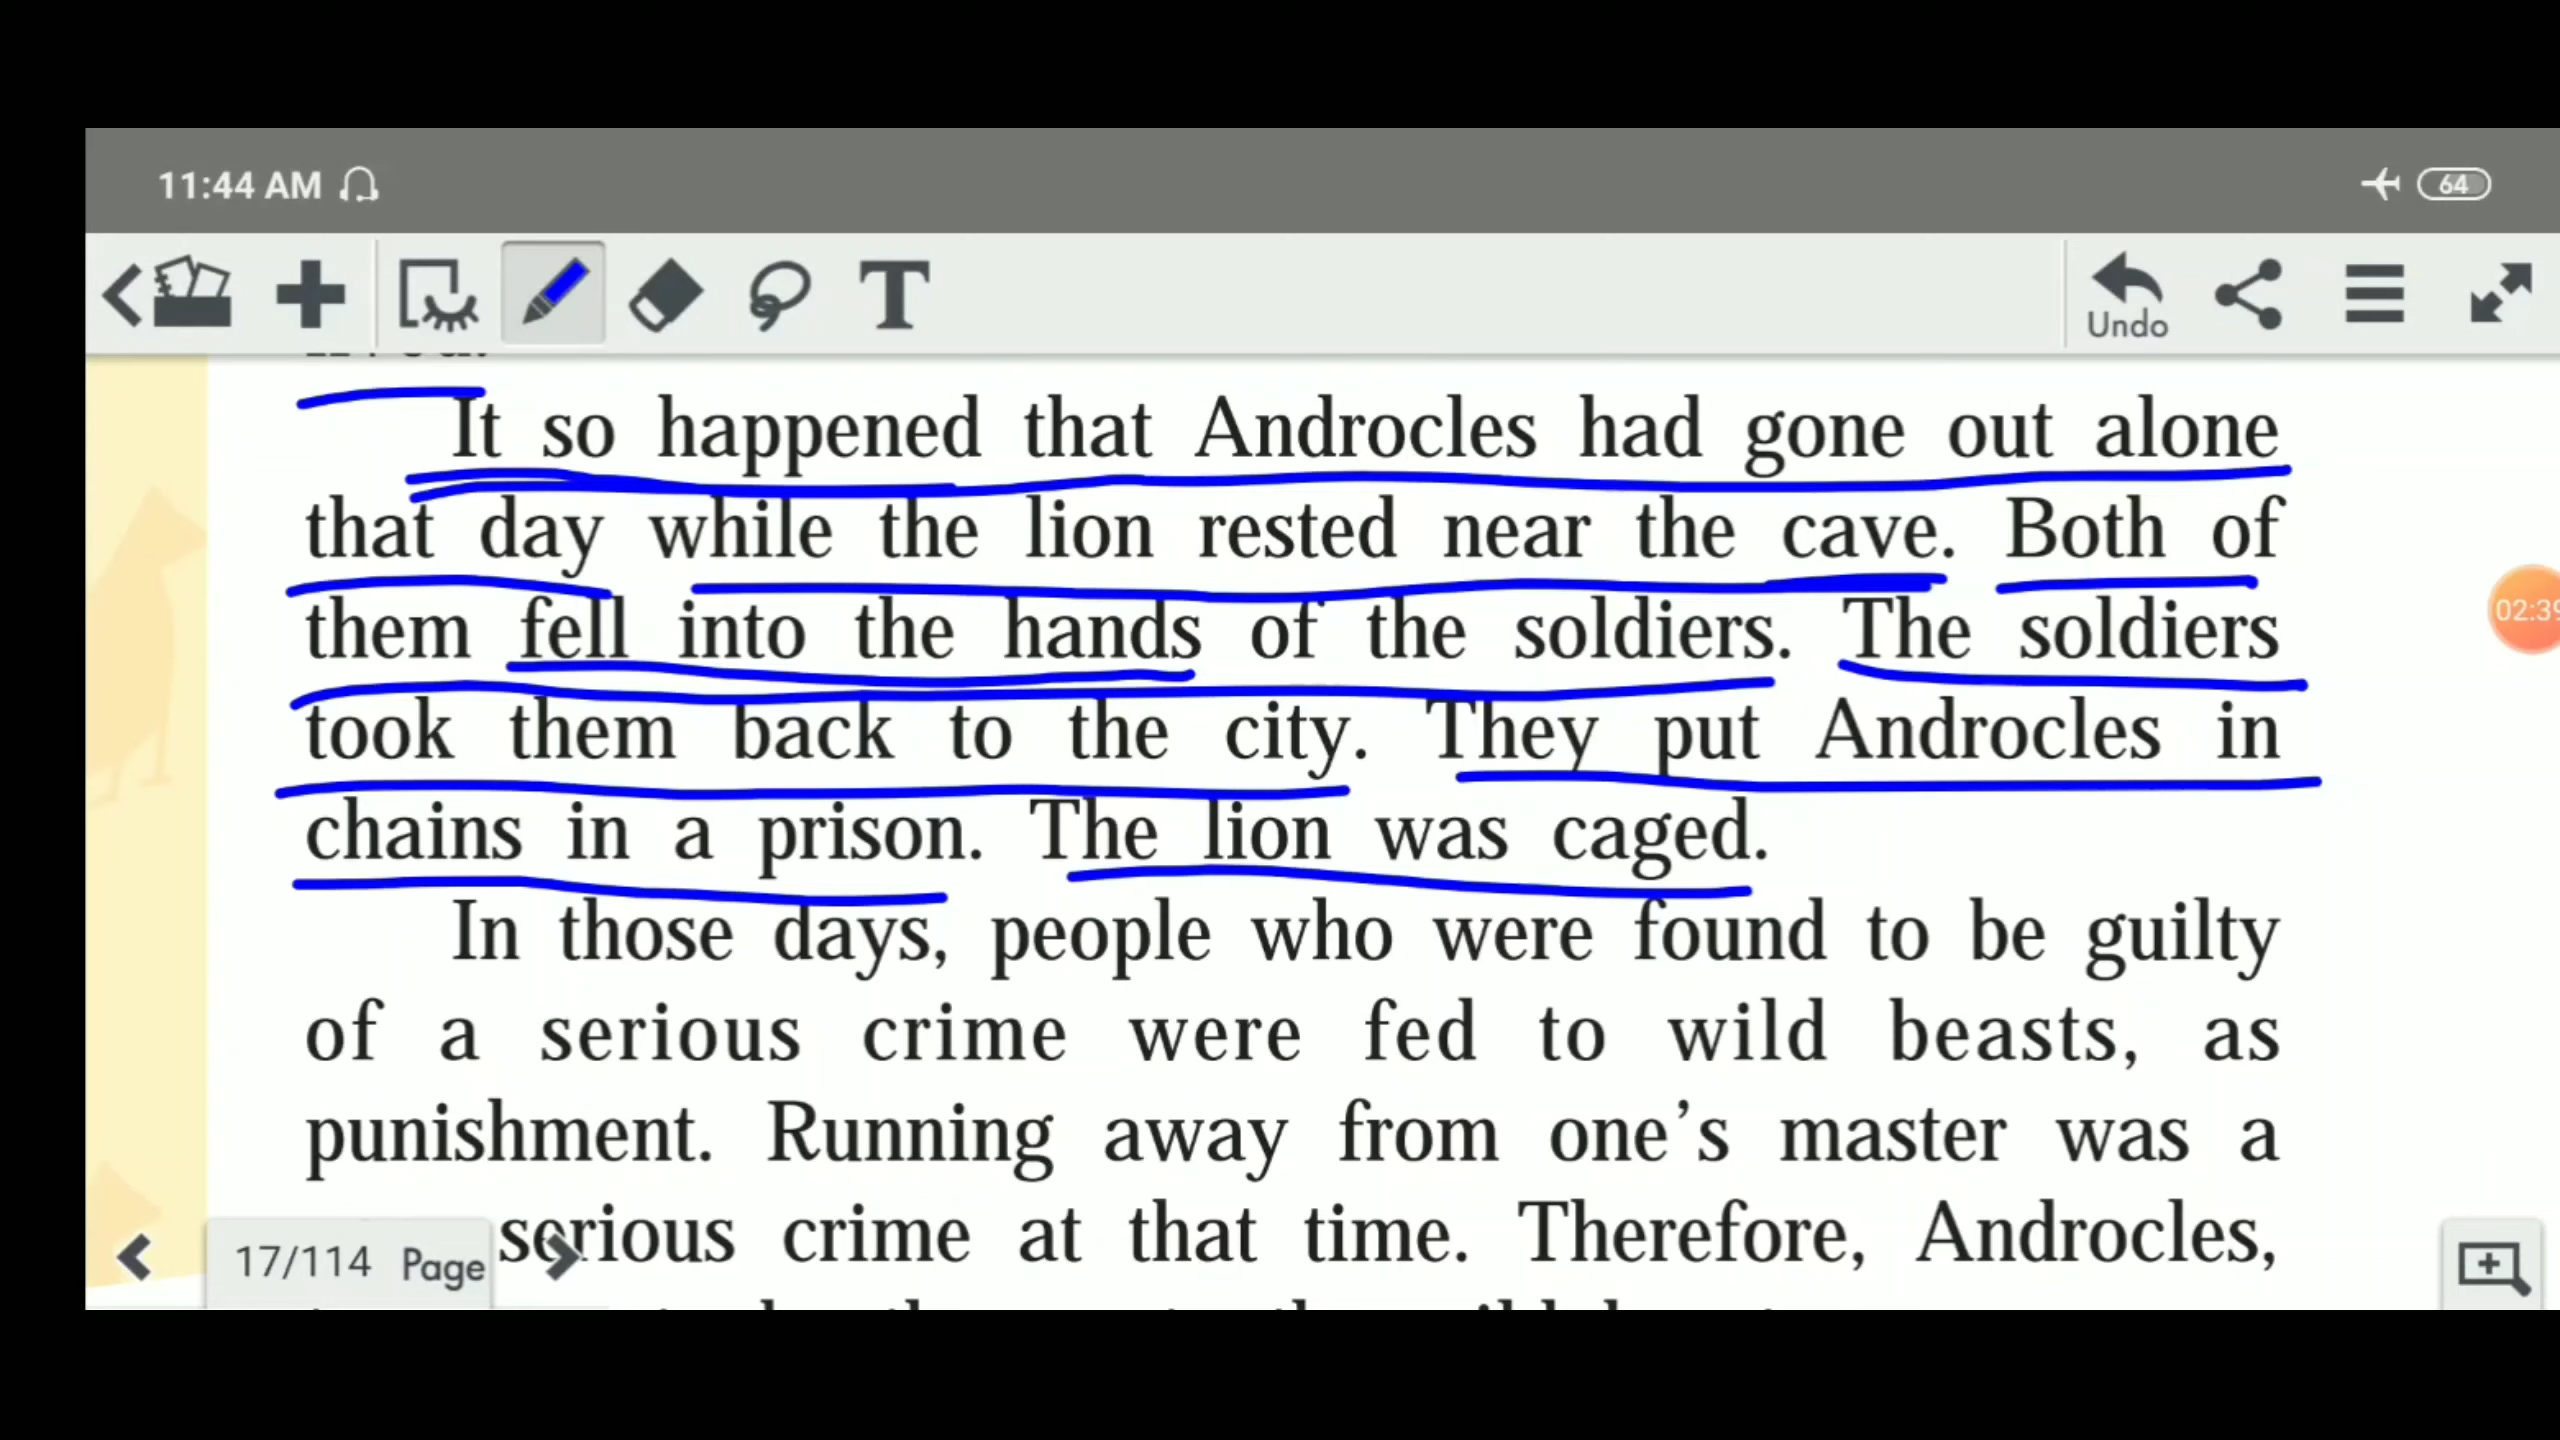 11:44 AM
64
T
Undo
It so happened that Androcles had gone out alone
that day while the lion rested near the cave. Both of
them fell into the hands of the soldiers. The soldiers
02:39
took them back to the city. They put Androcles in
chains in a prison. The lion was caged.
In those days, people who were found to be guilty
of a serious crime were fed to wild beasts, as
punishment. Running away from one's master was a
serious crime at that time. Therefore, Androcles,
17/114 Page